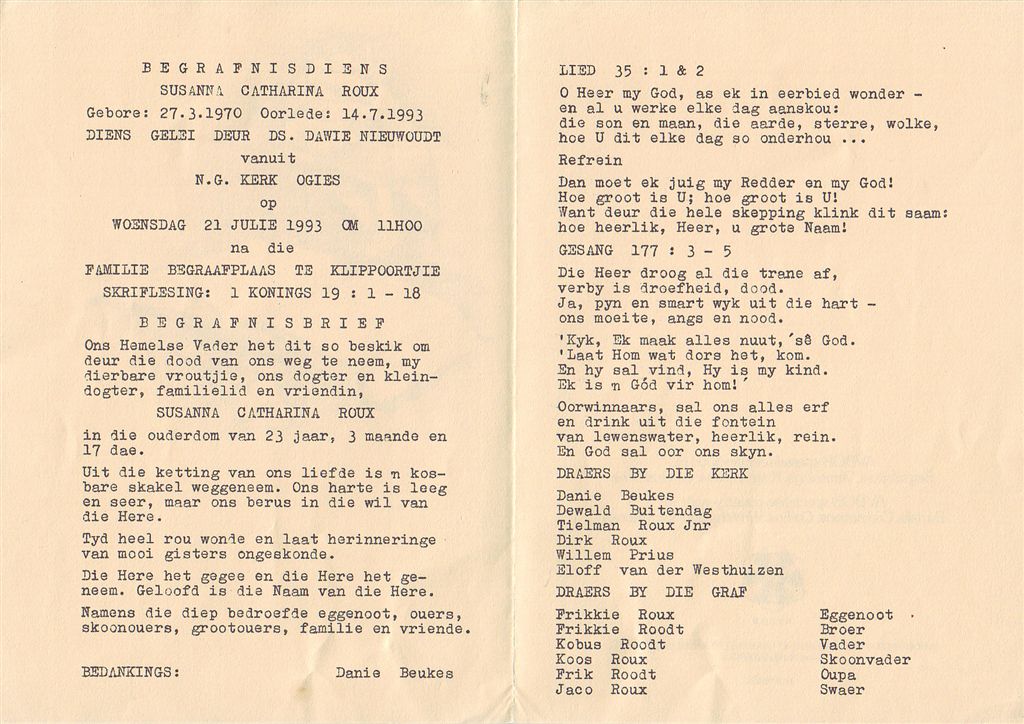 B E G R A F N I S D I E N S
SUSANNA CATHARINA ROUX
Gebore: 27.3.1970 Oorlede: 14.7.1993
DIENS GELEI DEUR DS. DAWIE NIEUWOUDT
vanuit
N.G. KERK OGIES
op
WOENSDAG 21 JULIE 1993 OM 11H00
na die
FAMILIE BEGRAAFPLAAS TE KLIPPOORTJIE
SKRIFLESING: 1 KONINGS 19 : 1 - 18
B E G R A F N I S B R I E F
Ons Hemelse Vader het dit so beskik om
deur die dood van ons weg te neem, my
dierbare vroutjie, ons dogter en klein-
dogter, familielid en vriendin,
SUSANNA CATHARINA ROUX
in die ouderdom van 23 jaar, 3 maande en
17 dae.
Uit die ketting van ons liefde is 'n kos-
bare skakel weggeneem. Ons harte is leeg
en seer, maar ons berus in die wil van
die Here.
Tyd heel rou wonde en laat herinneringe
van mooi gisters ongeskonde.
Die Here het gegee en die Here het ge-
neem. Geloofd is die Naam van die Here.
Namens die diep bedroefde eggenoot, ouers,
skoonouers, grootouers, familie en vriende.
BEDANKINGS: Danie Beukes
LIED 35 : 1 & 2
O Heer my God, as ek in eerbied wonder -
en al u werke elke dag aanskou:
die son en maan, die aarde, sterre, wolke,
hoe U dit elke dag so onderhou ...
Refrein
Dan moet ek juig my Redder en my God!
Hoe groot is U; hoe groot is U!
Want deur die hele skepping klink dit saam:
hoe heerlik, Heer, u grote Naam!
GESANG 177 : 3 - 5
Die Heer droog al die trane af,
verby is droefheid, dood.
Ja, pyn en smart wyk uit die hart -
ons moeite, angs en nood.
'Kyk, Ek maak alles nuut,´sê God.
'Laat Hom wat dors het, kom.
En hy sal vind, Hy is my kind.
Ek is 'n Gód vir hom!´
Oorwinnaars, sal ons alles erf
en drink uit die fontein
van lewenswater, heerlik, rein.
En God sal oor ons skyn.
DRAERS BY DIE KERK
Danie Beukes
Dewald Buitendag
Tielman Roux Jnr
Dirk Roux
Willem Prius
Eloff van der Westhuizen
DRAERS BY DIE GRAF
Frikkie Roux Eggenoot
Frikkie Roodt Broer
Kobus Roodt Vader
Koos Roux Skoonvader
Frik Roodt Oupa
Jaco Roux Swaer